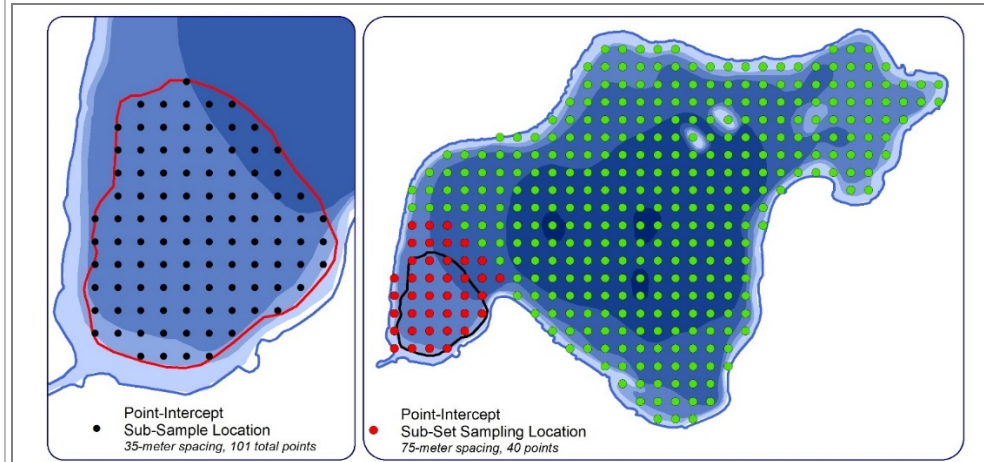 Point-Intercept
Sub-Sample Location
35-meter spacing, 101 total points
Point-Intercept
Sub-Set Sampling Location
75-meter spacing, 40 points